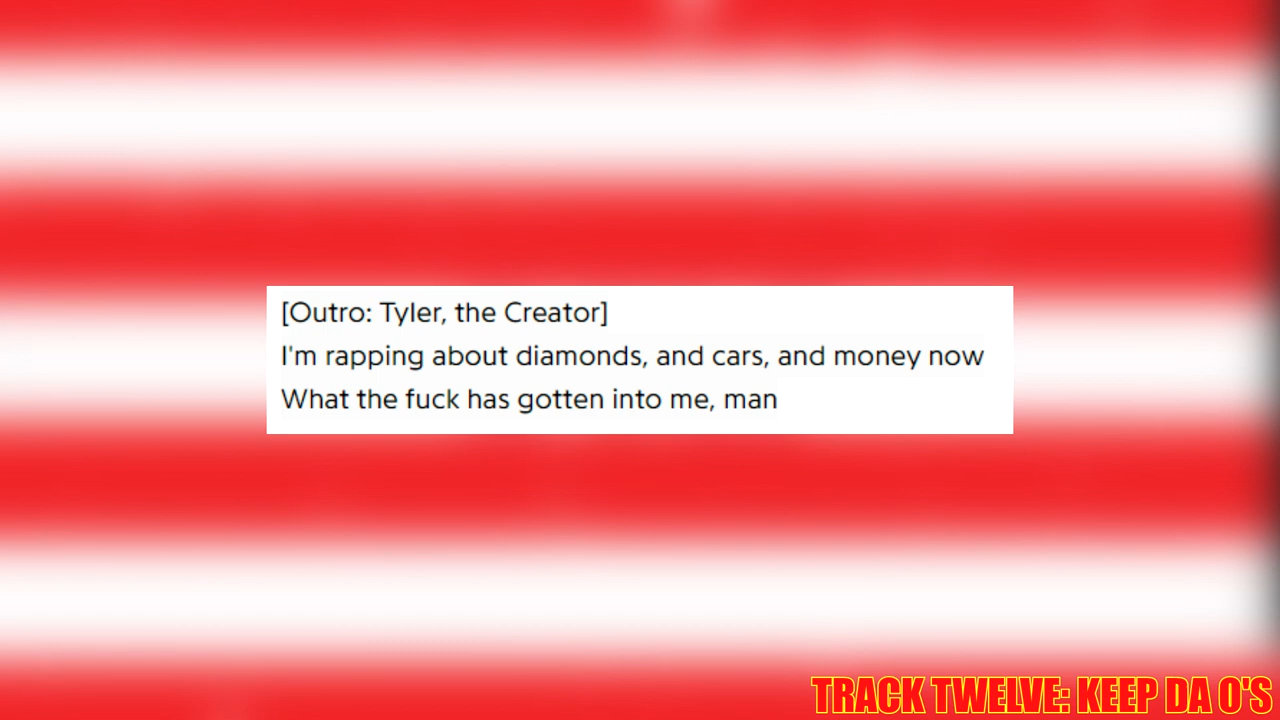 [Outro: Tyler, the Creator]
I'm rapping about diamonds, and cars, and money now
What the fuck has gotten into me, man
TRACK TWELVE: KEEP DA O'S